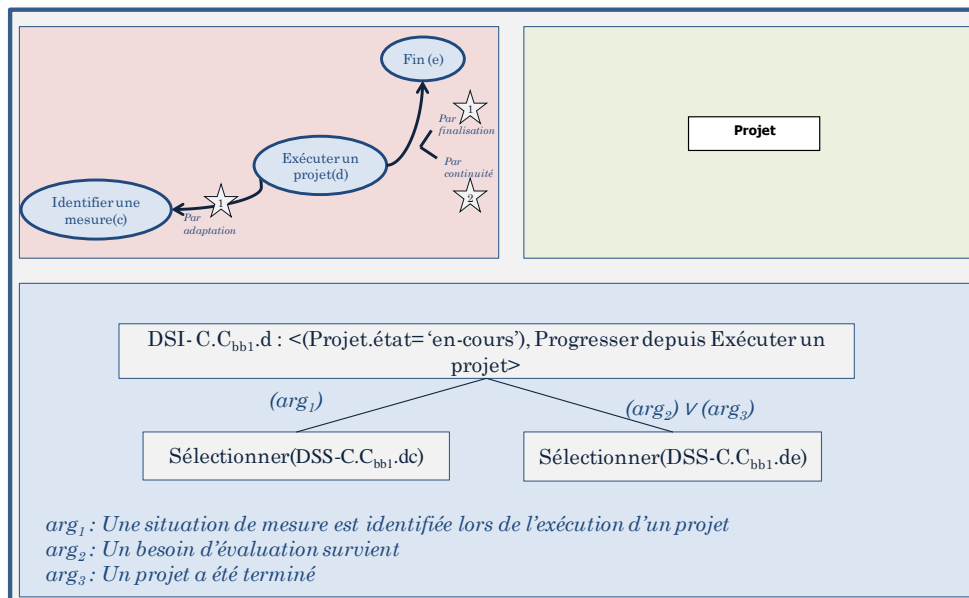 Fin (e)
1
Par
finalisation
Exécuter un
projet(d)
Par
continuité
2
Identifier une
mesure(c)
1
Par
adaptation
Projet
DSI- C.Cbb1.d : <(Projet.état= ‘en-cours’), Progresser depuis Exécuter un
projet>
(arg1)
(arg2) V (arg3)
Sélectionner(DSS-C.Cbb1.dc)
Sélectionner(DSS-C.Cbb1.de)
arg1 : Une situation de mesure est identifiée lors de l’exécution d’un projet
arg2 : Un besoin d’évaluation survient
arg3 : Un projet a été terminé